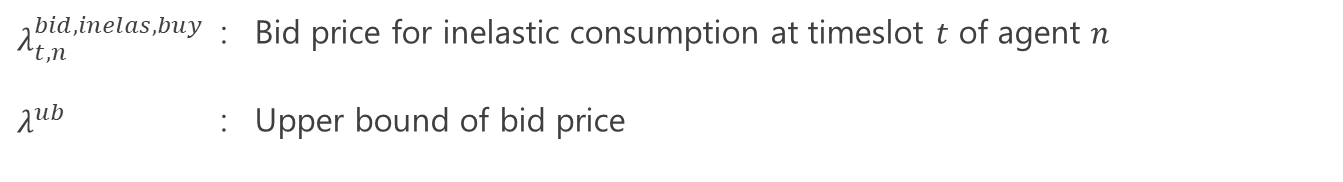 λ_{t,n}^{bid,inelas,buy} : Bid price for inelastic consumption at timeslot t of agent n
λ^{ub} : Upper bound of bid price